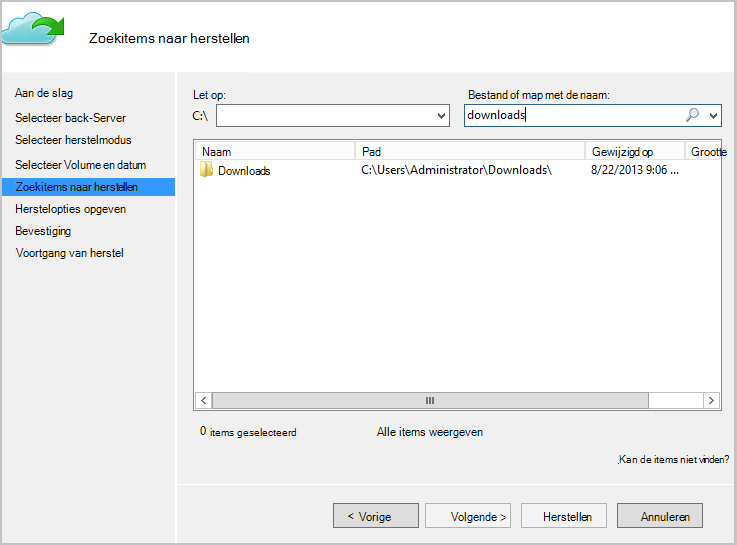 Zoekitems naar herstellen
Aan de slag
Selecteer back-Server
Selecteer herstelmodus
Selecteer Volume en datum
Zoekitems naar herstellen
Herstelopties opgeven
Bevestiging
Voortgang van herstel
Let op: Bestand of map met de naam:
C:\ downloads
Naam Pad Gewijzigd op Grootte
Downloads C:\Users\Administrator\Downloads\ 8/22/2013 9:06 ...
0 items geselecteerd Alle items weergeven
Kan de items niet vinden?
< Vorige Volgende > Herstellen Annuleren